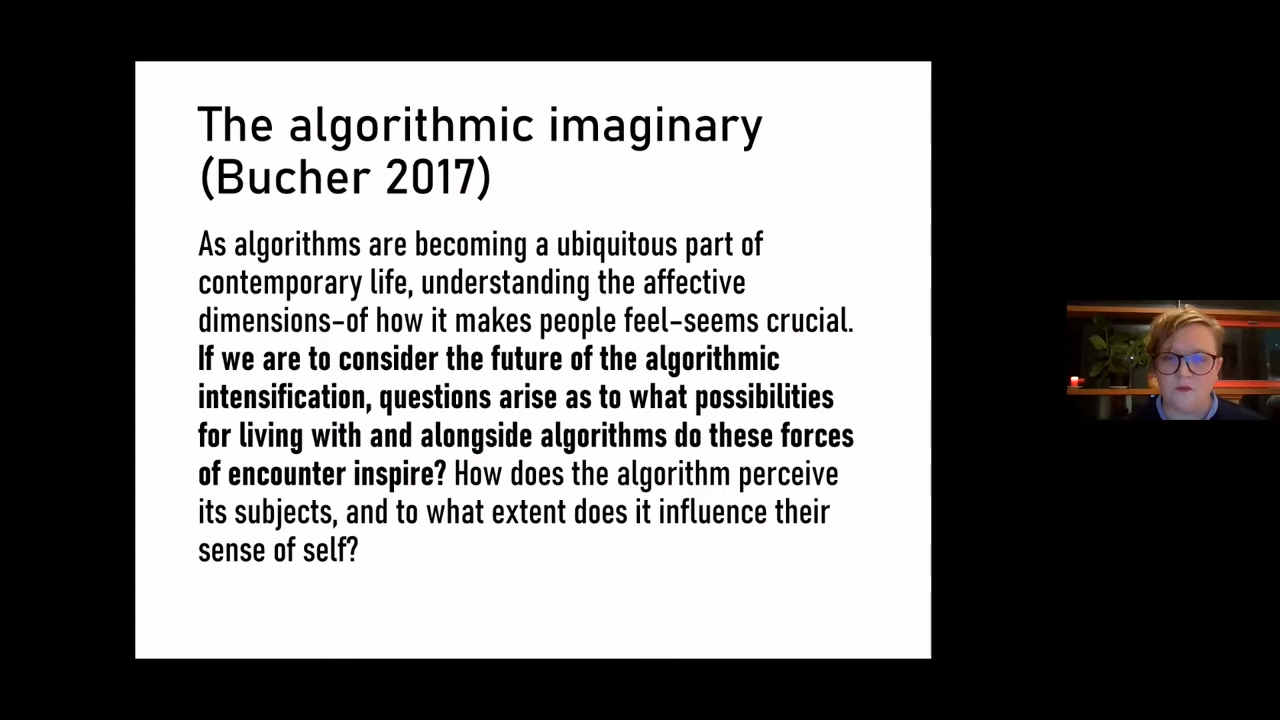 The algorithmic imaginary
(Bucher 2017)
As algorithms are becoming a ubiquitous part of
contemporary life, understanding the affective
dimensions–of how it makes people feel–seems crucial.
If we are to consider the future of the algorithmic
intensification, questions arise as to what possibilities
for living with and alongside algorithms do these forces
of encounter inspire? How does the algorithm perceive
its subjects, and to what extent does it influence their
sense of self?